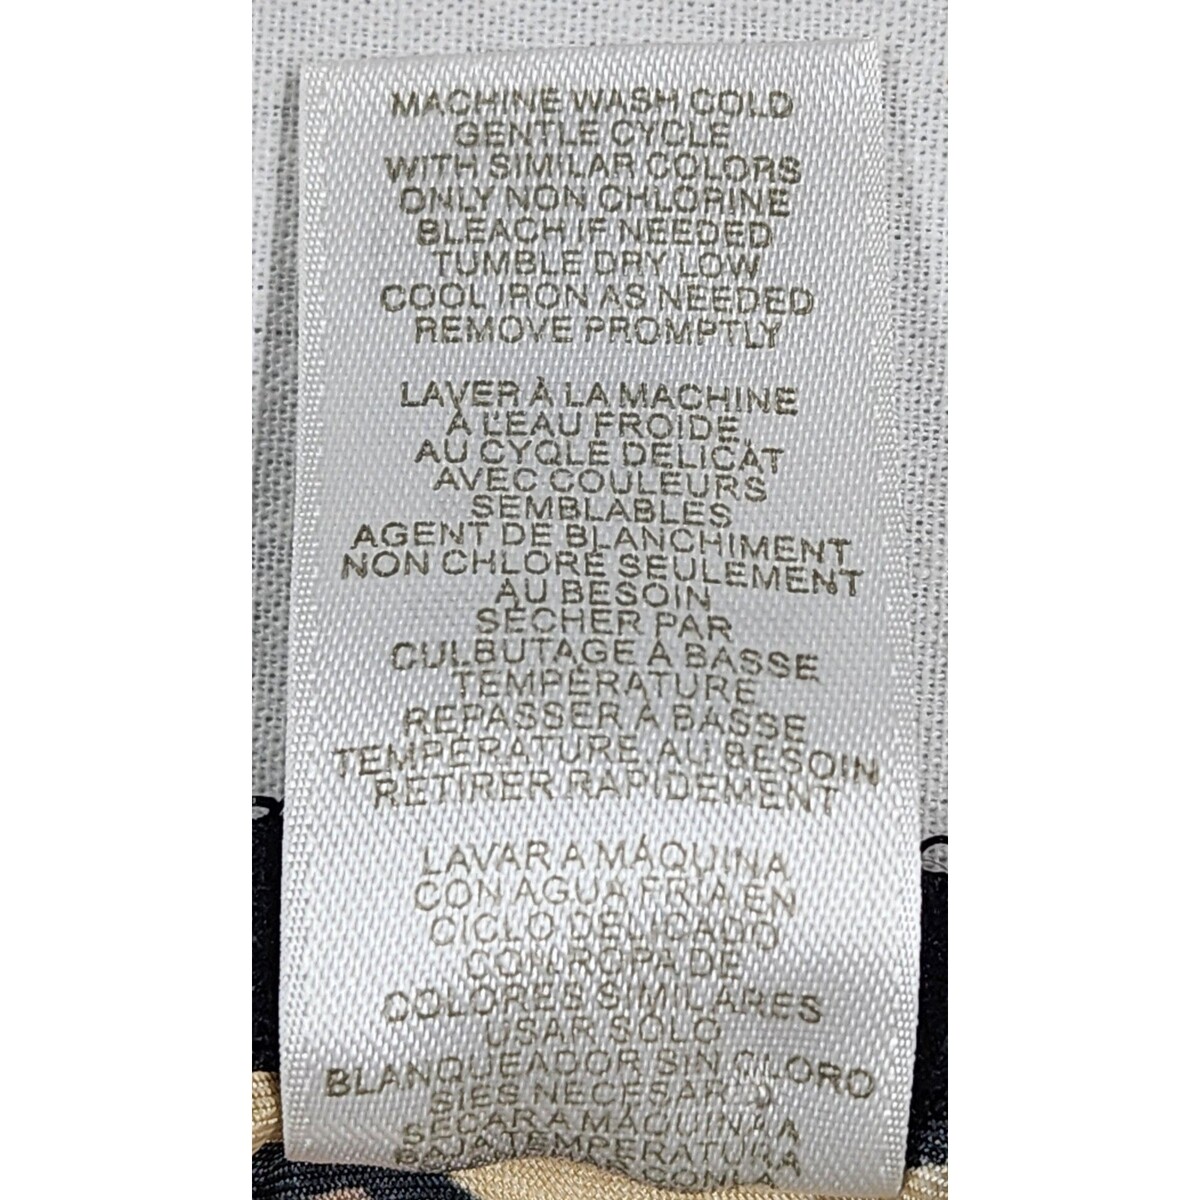 MACHINE WASH COLD
GENTLE CYCLE
WITH SIMILAR COLORS
ONLY NON CHLORINE
BLEACH IF NEEDED
TUMBLE DRY LOW
COOL IRON AS NEEDED
REMOVE PROMPTLY
LAVER À LA MACHINE
À L'EAU FROIDE,
AU CYCLE DÉLICAT
AVEC COULEURS
SEMBLABLES
AGENT DE BLANCHIMENT
NON CHLORÉ SEULEMENT
AU BESOIN
SÉCHER PAR
CULBUTAGE À BASSE
TEMPÉRATURE
REPASSER À BASSE
TEMPÉRATURE AU BESOIN
RETIRER RAPIDEMENT
LAVAR A MÁQUINA
CON AGUA FRIA EN
CICLO DELICADO
CON ROPA DE
COLORES SIMILARES
USAR SOLO
BLANQUEADOR SIN CLORO
SI ES NECESARIO
SECAR A MÁQUINA A
BAJA TEMPERATURA